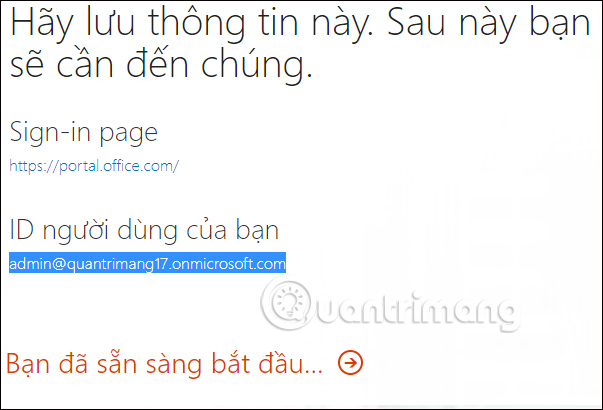 Hãy lưu thông tin này. Sau này bạn
sẽ cần đến chúng.
Sign-in page
https://portal.office.com/
ID người dùng của bạn
admin@quantrimang17.onmicrosoft.com
Quantrimang
Bạn đã sẵn sàng bắt đầu...